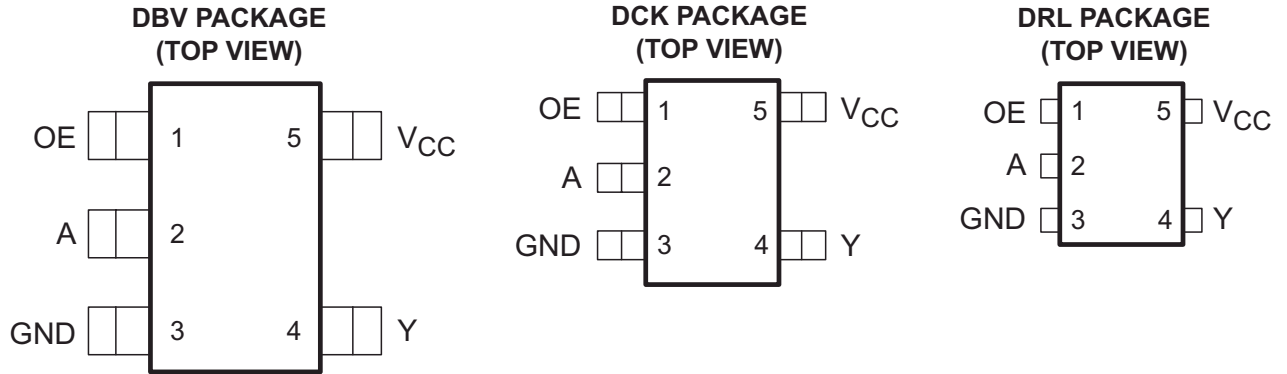 DBV PACKAGE
(TOP VIEW)
OE 1 5 VCC
A 2
GND 3 4 Y
DCK PACKAGE
(TOP VIEW)
OE 1 5 VCC
A 2
GND 3 4 Y
DRL PACKAGE
(TOP VIEW)
OE 1 5 VCC
A 2
GND 3 4 Y